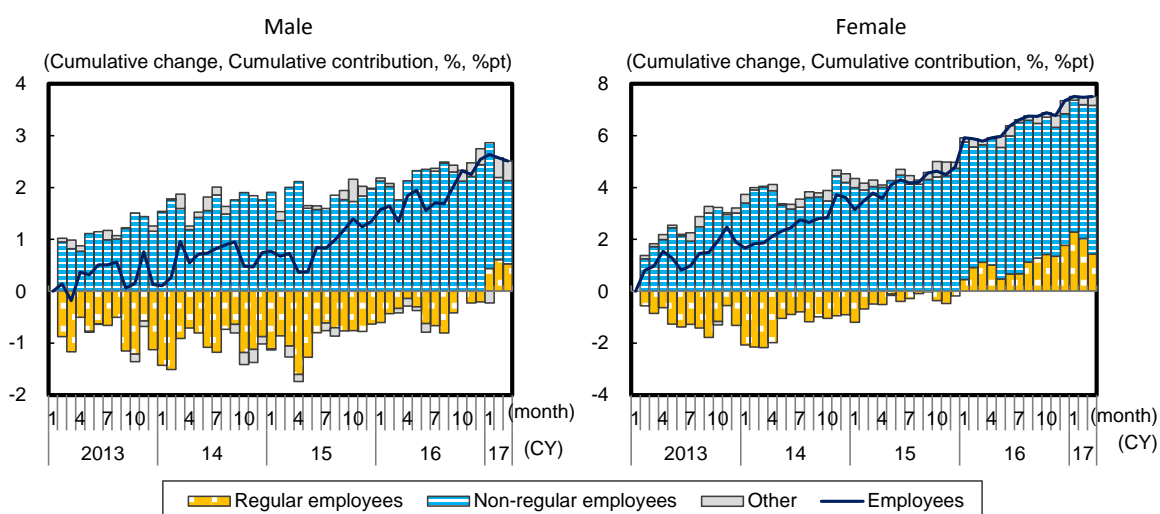 Male
(Cumulative change, Cumulative contribution, %, %pt)
4
3
2
1
0
-1
-2
1 4 7 10 1 4 7 10 1 4 7 10 1 4 7 10 1 (month)
2013 14 15 16 17 (CY)
Female
(Cumulative change, Cumulative contribution, %, %pt)
8
6
4
2
0
-2
-4
1 4 7 10 1 4 7 10 1 4 7 10 1 4 7 10 1 (month)
2013 14 15 16 17 (CY)
Regular employees Non-regular employees Other Employees